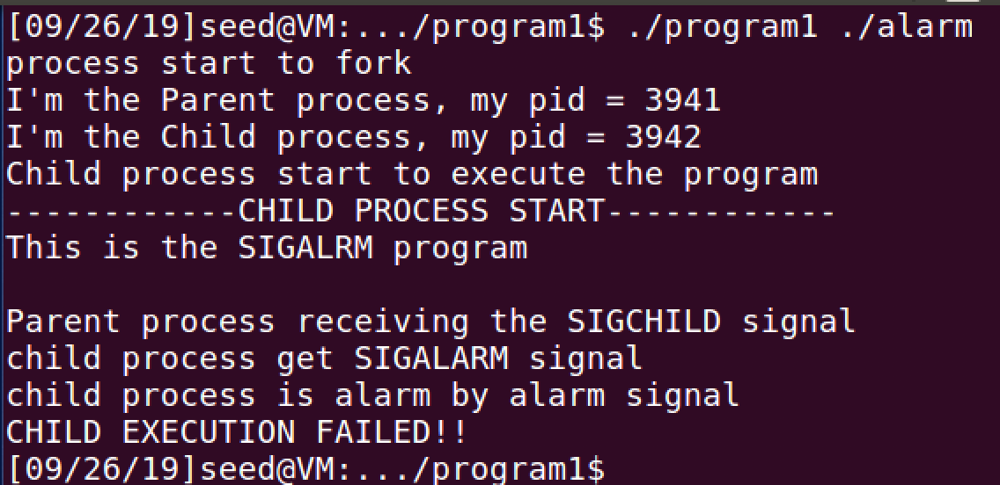 [09/26/19]seed@VM:.../program1$ ./program1 ./alarm
process start to fork
I'm the Parent process, my pid = 3941
I'm the Child process, my pid = 3942
Child process start to execute the program
------------CHILD PROCESS START------------
This is the SIGALRM program

Parent process receiving the SIGCHILD signal
child process get SIGALARM signal
child process is alarm by alarm signal
CHILD EXECUTION FAILED!!
[09/26/19]seed@VM:.../program1$